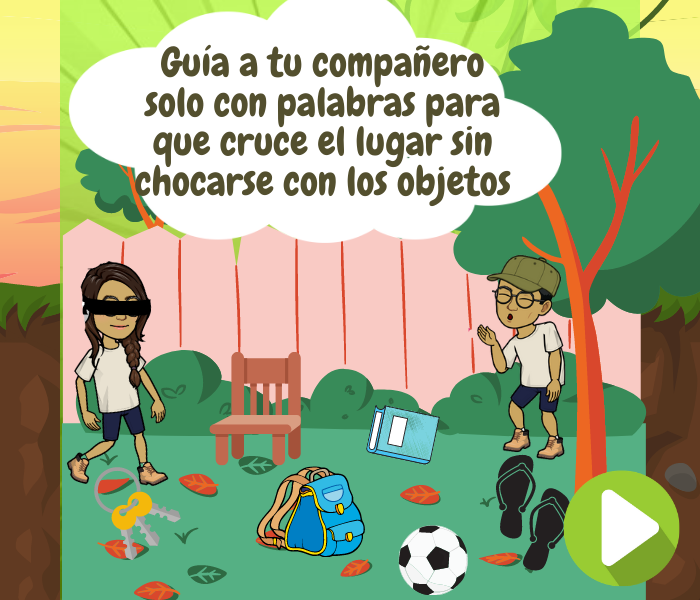 Guía a tu compañero
solo con palabras para
que cruce el lugar sin
chocarse con los objetos